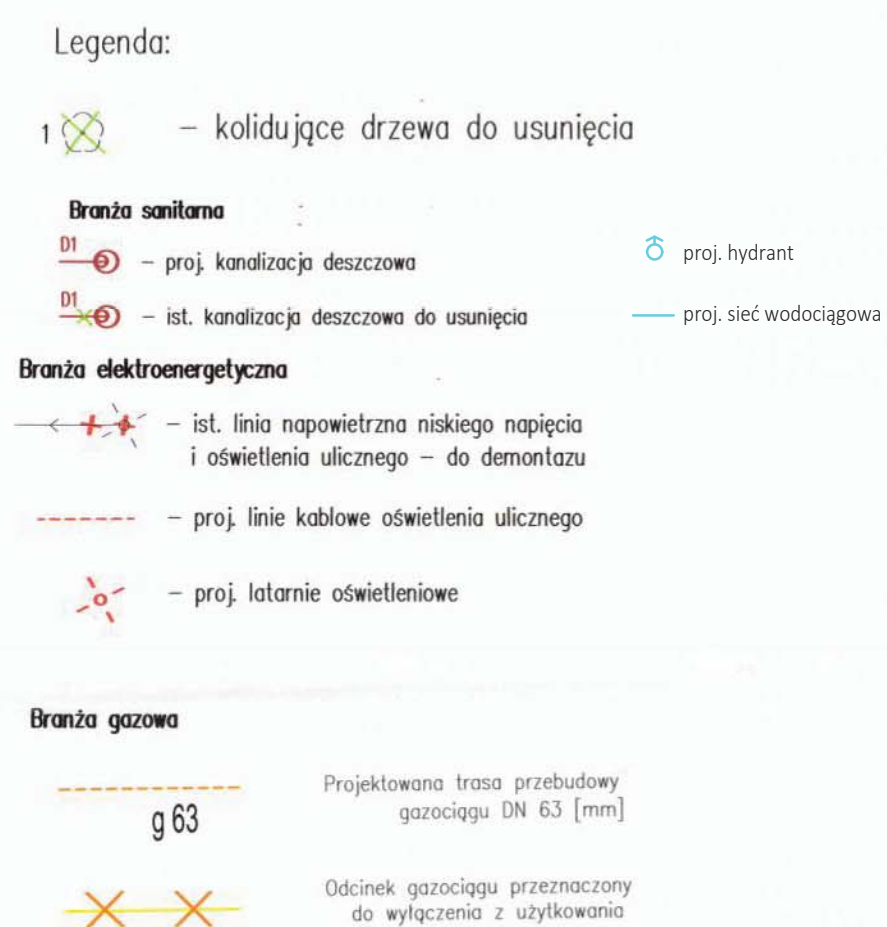 Legenda:
1 – kolidujące drzewa do usunięcia
Branża sanitarna
D1 – proj. kanalizacja deszczowa
proj. hydrant
D1 – ist. kanalizacja deszczowa do usunięcia
proj. sieć wodociągowa
Branża elektroenergetyczna
– ist. linia napowietrzna niskiego napięcia
i oświetlenia ulicznego – do demontazu
– proj. linie kablowe oświetlenia ulicznego
– proj. latarnie oświetleniowe
Branża gazowa
Projektowana trasa przebudowy
gazociągu DN 63 [mm]
g 63
Odcinek gazociągu przeznaczony
do wyłączenia z użytkowania